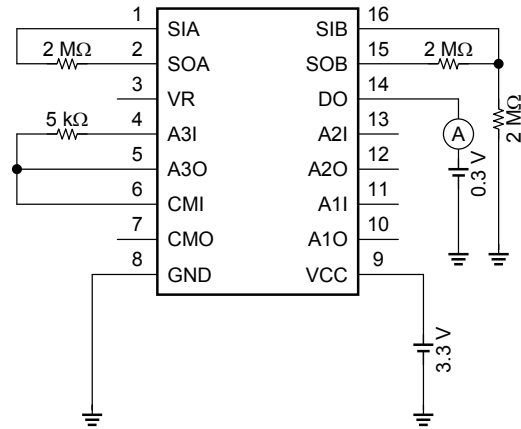 1 SIA SIB 16
2 MΩ 2 SOA SOB 15 2 MΩ
3 VR DO 14
5 kΩ 4 A3I A2I 13
A
2 MΩ
5 A3O A2O 12
0.3 V
6 CMI A1I 11
7 CMO A1O 10
8 GND VCC 9
3.3 V